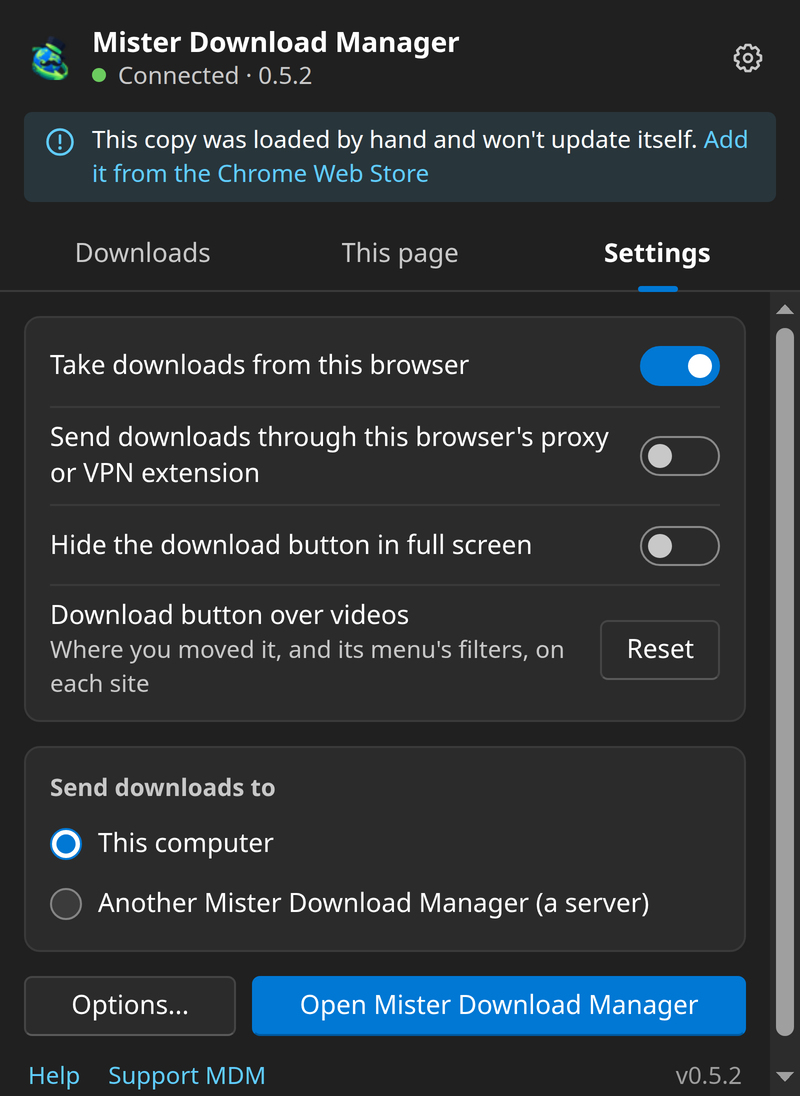 Mister Download Manager
Connected · 0.5.2
This copy was loaded by hand and won't update itself. Add
it from the Chrome Web Store
Downloads
This page
Settings
Take downloads from this browser
Send downloads through this browser's proxy
or VPN extension
Hide the download button in full screen
Download button over videos
Where you moved it, and its menu's filters, on
each site
Reset
Send downloads to
This computer
Another Mister Download Manager (a server)
Options...
Open Mister Download Manager
Help
Support MDM
v0.5.2